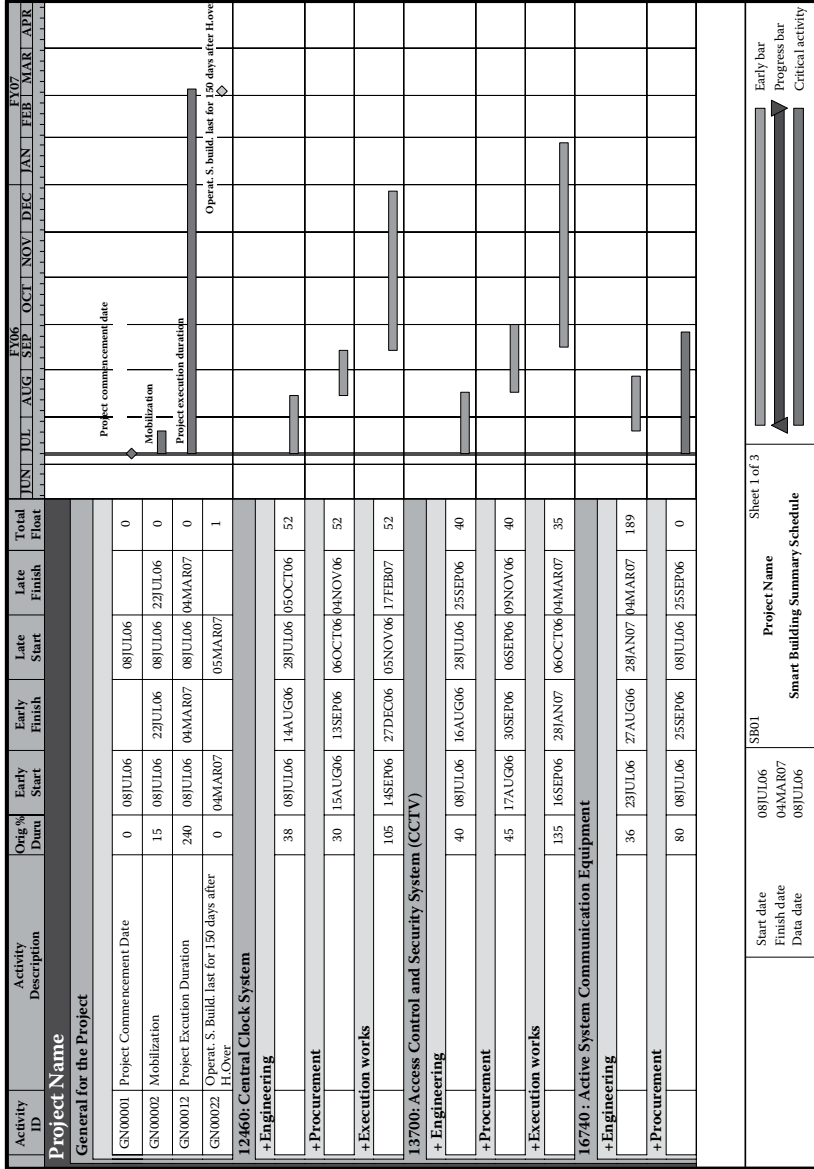 Activity ID Activity Description Orig % Duru Early Start Early Finish Late Start Late Finish Total Float
FY06 FY07
JUN JUL AUG SEP OCT NOV DEC JAN FEB MAR APR
Project Name
General for the Project
GN00001 Project Commencement Date 0 08JUL06 08JUL06 0
Project commencement date
GN00002 Mobilization 15 08JUL06 22JUL06 08JUL06 22JUL06 0
Mobilization
GN00012 Project Excution Duration 240 08JUL06 04MAR07 08JUL06 04MAR07 0
Project execution duration
GN00022 Operat. S. Build. last for 150 days after H.Over 0 04MAR07 05MAR07 1
Operat. S. build. last for 150 days after H.ove
12460: Central Clock System
+Engineering
38 08JUL06 14AUG06 28JUL06 05OCT06 52
+Procurement
30 15AUG06 13SEP06 06OCT06 04NOV06 52
+Execution works
105 14SEP06 27DEC06 05NOV06 17FEB07 52
13700: Access Control and Security System (CCTV)
+ Engineering
40 08JUL06 16AUG06 28JUL06 25SEP06 40
+ Procurement
45 17AUG06 30SEP06 06SEP06 09NOV06 40
+Execution works
135 16SEP06 28JAN07 06OCT06 04MAR07 35
16740 : Active System Communication Equipment
+Engineering
36 23JUL06 27AUG06 28JAN07 04MAR07 189
+Procurement
80 08JUL06 25SEP06 08JUL06 25SEP06 0
Start date 08JUL06
Finish date 04MAR07
Data date 08JUL06
SB01
Sheet 1 of 3
Project Name
Smart Building Summary Schedule
Early bar
Progress bar
Critical activity